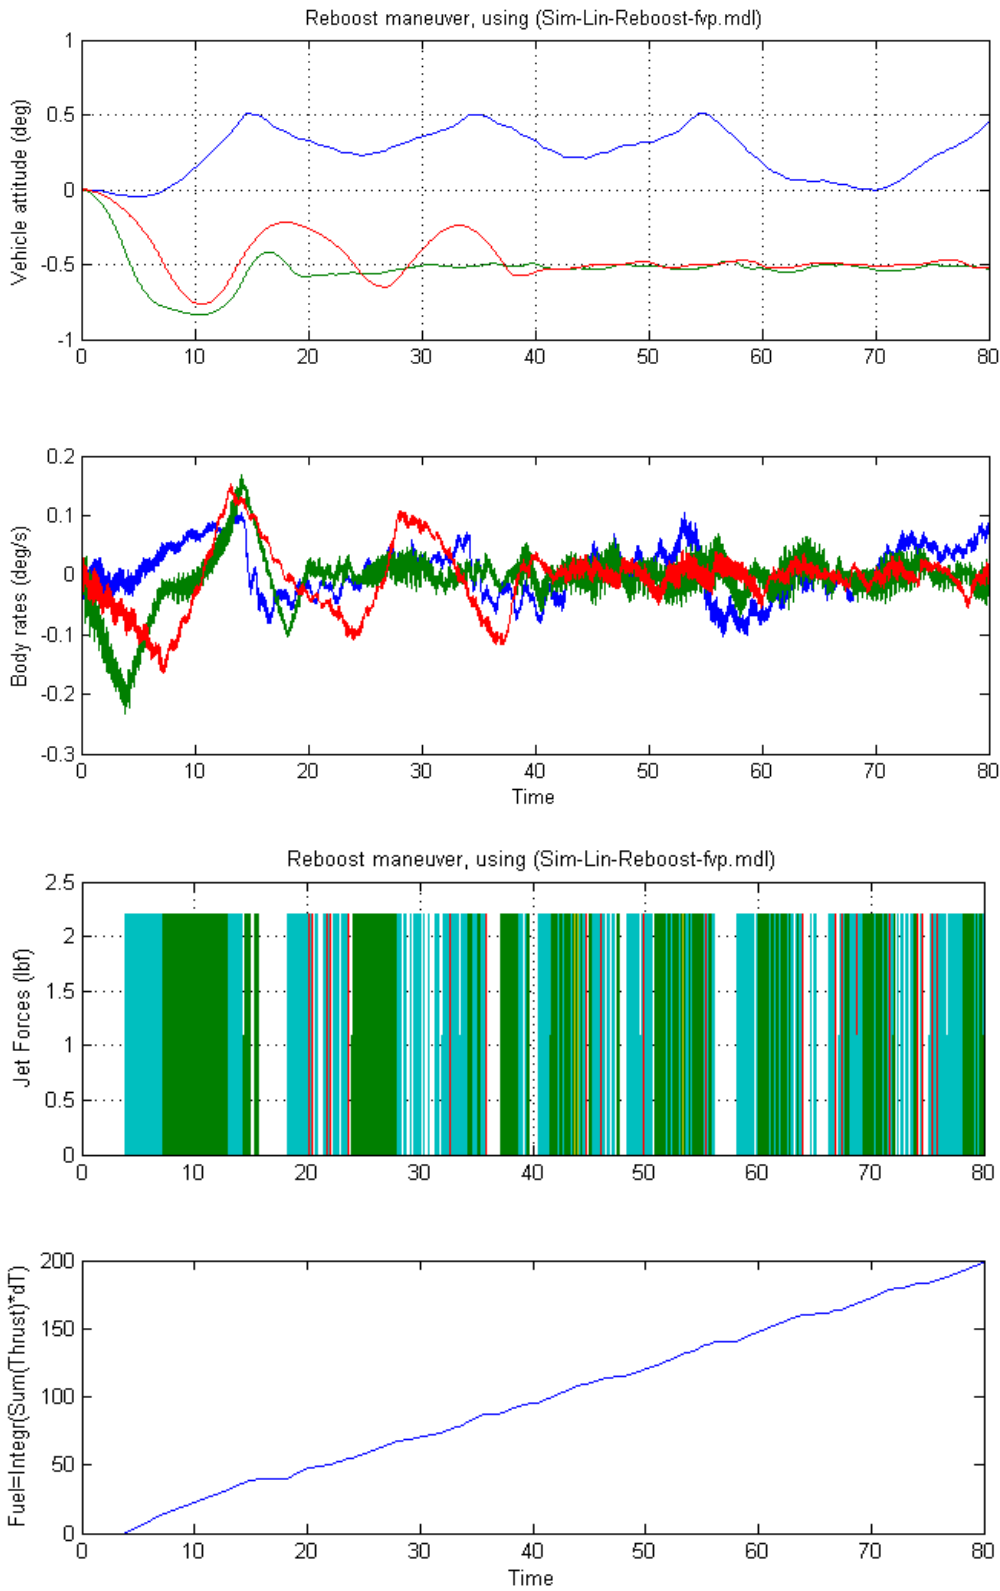 Reboost maneuver, using (Sim-Lin-Reboost-fvp.mdl)
1
0.5
0
-0.5
-1
Vehicle attitude (deg)
0 10 20 30 40 50 60 70 80
0.2
0.1
0
-0.1
-0.2
-0.3
Body rates (deg/s)
0 10 20 30 40 50 60 70 80
Time
Reboost maneuver, using (Sim-Lin-Reboost-fvp.mdl)
2.5
2
1.5
1
0.5
0
Jet Forces (lbf)
0 10 20 30 40 50 60 70 80
200
150
100
50
0
Fuel=Integr(Sum(Thrust)*dT)
0 10 20 30 40 50 60 70 80
Time